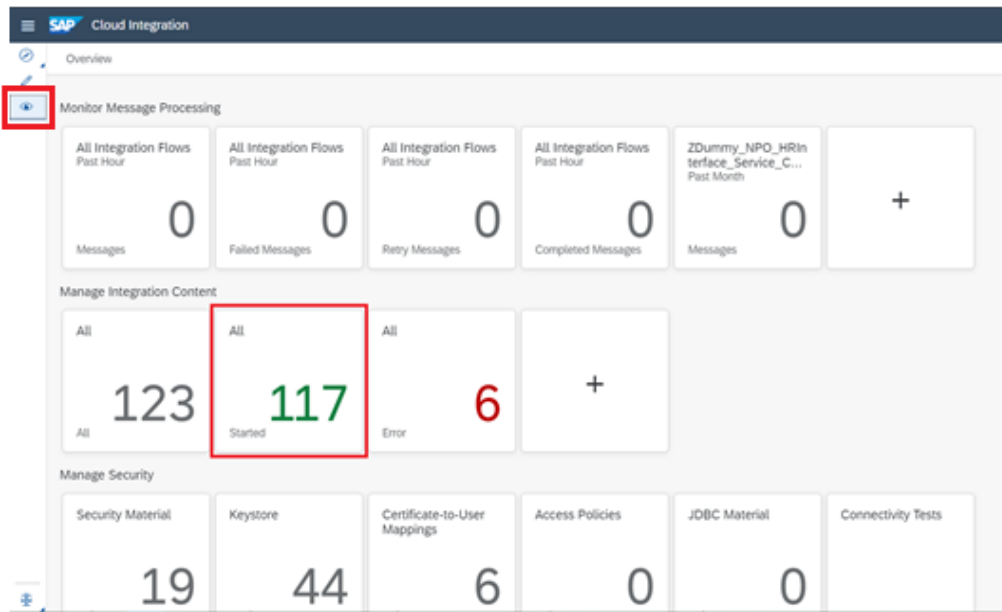 SAP Cloud Integration
Overview
Monitor Message Processing
All Integration Flows
Past Hour
0
Messages
All Integration Flows
Past Hour
0
Failed Messages
All Integration Flows
Past Hour
0
Retry Messages
All Integration Flows
Past Hour
0
Completed Messages
ZDummy_NPO_HRIn
terface_Service_C...
Past Month
0
Messages
+
Manage Integration Content
All
123
All
All
117
Started
All
6
Error
+
Manage Security
Security Material
19
Keystore
44
Certificate-to-User
Mappings
6
Access Policies
0
JDBC Material
0
Connectivity Tests